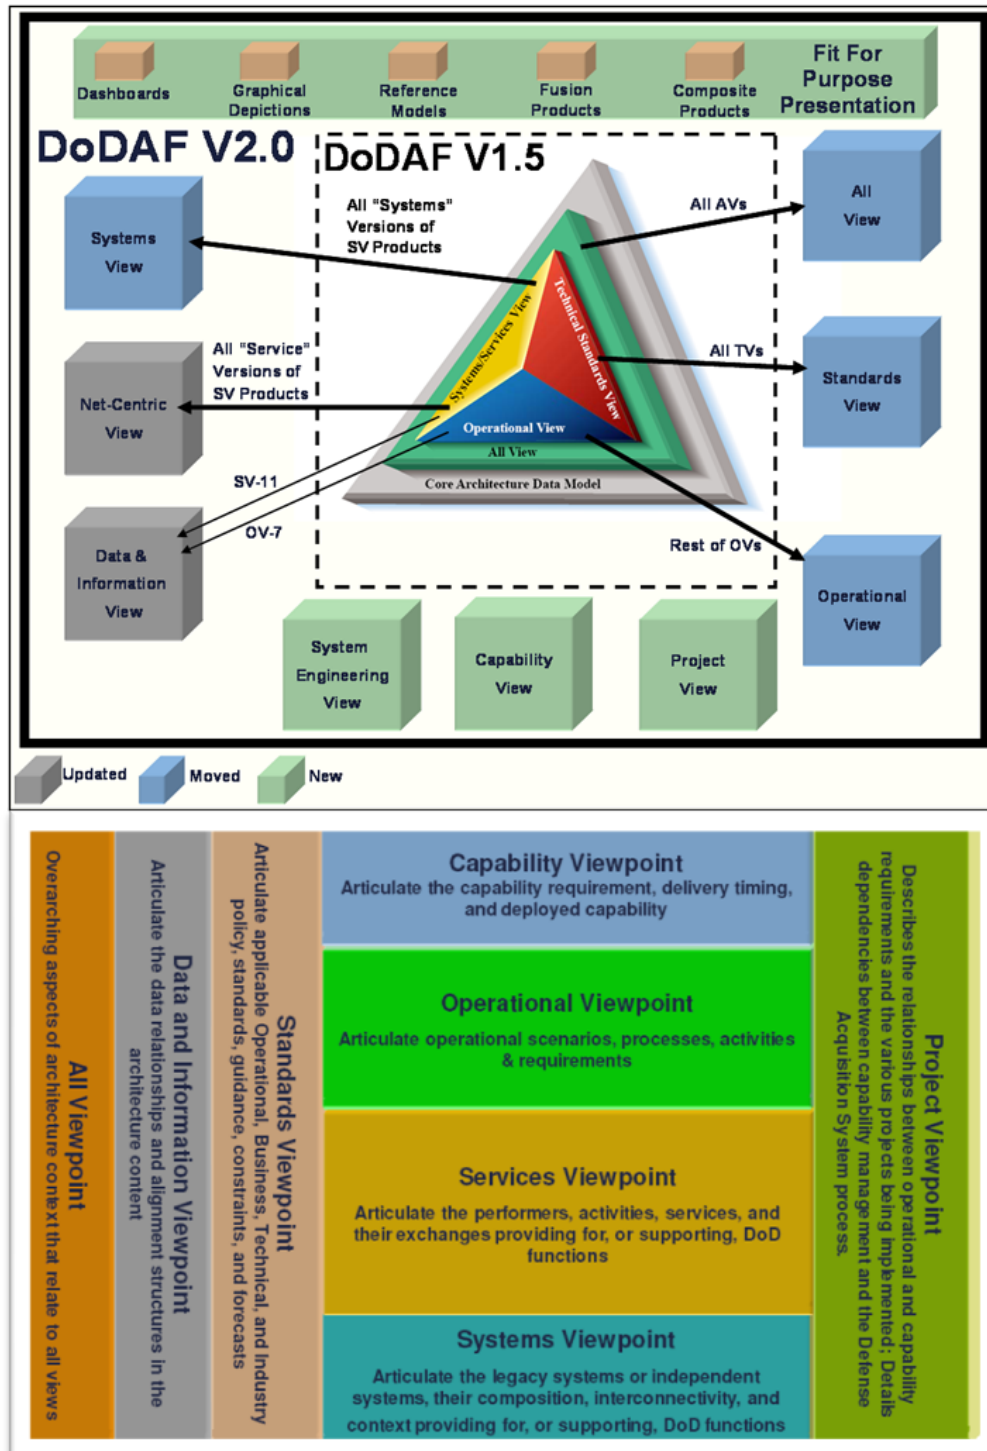 Dashboards
Graphical
Depictions
Reference
Models
Fusion
Products
Composite
Products
Fit For
Purpose
Presentation
DoDAF V2.0
DoDAF V1.5
Systems
View
All "Systems"
Versions of
SV Products
All AVs
All
View
Net-Centric
View
All "Service"
Versions of
SV Products
Systems/Services View
Technical Standards View
Operational View
All View
Core Architecture Data Model
All TVs
Standards
View
SV-11
OV-7
Data &
Information
View
Rest of OVs
Operational
View
System
Engineering
View
Capability
View
Project
View
Updated
Moved
New
All Viewpoint
Overarching aspects of architecture context that relate to all views
Data and Information Viewpoint
Articulate the data relationships and alignment structures in the
architecture content
Standards Viewpoint
Articulate applicable Operational, Business, Technical, and Industry
policy, standards, guidance, constraints, and forecasts
Capability Viewpoint
Articulate the capability requirement, delivery timing,
and deployed capability
Operational Viewpoint
Articulate operational scenarios, processes, activities
& requirements
Services Viewpoint
Articulate the performers, activities, services, and
their exchanges providing for, or supporting, DoD
functions
Systems Viewpoint
Articulate the legacy systems or independent
systems, their composition, interconnectivity, and
context providing for, or supporting, DoD functions
Project Viewpoint
Describes the relationships between operational and capability
requirements and the various projects being implemented; Details
dependencies between capability management and the Defense
Acquisition System process.